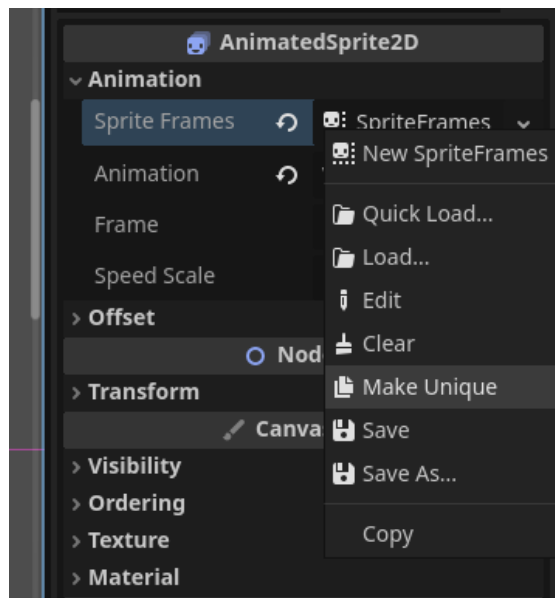 AnimatedSprite2D
Animation
Sprite Frames SpriteFrames
New SpriteFrames
Animation
Quick Load...
Frame
Load...
Speed Scale
Edit
Offset
Clear
Nod
Make Unique
Transform
Canva
Save
Visibility
Save As...
Ordering
Copy
Texture
Material